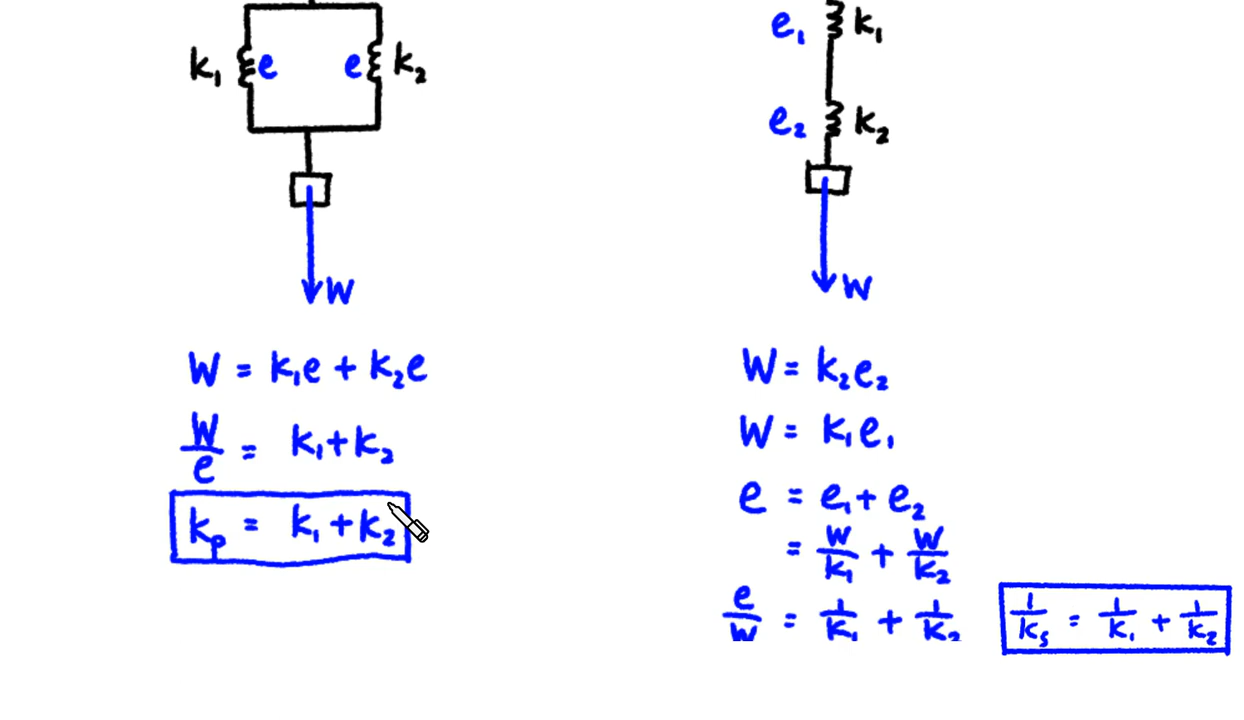 k₁ e e k₂
W
W = k₁e + k₂e
W/e = k₁ + k₂
kₚ = k₁ + k₂
e₁ k₁
e₂ k₂
W
W = k₂e₂
W = k₁e₁
e = e₁ + e₂
= W/k₁ + W/k₂
e/W = 1/k₁ + 1/k₂
1/kₛ = 1/k₁ + 1/k₂